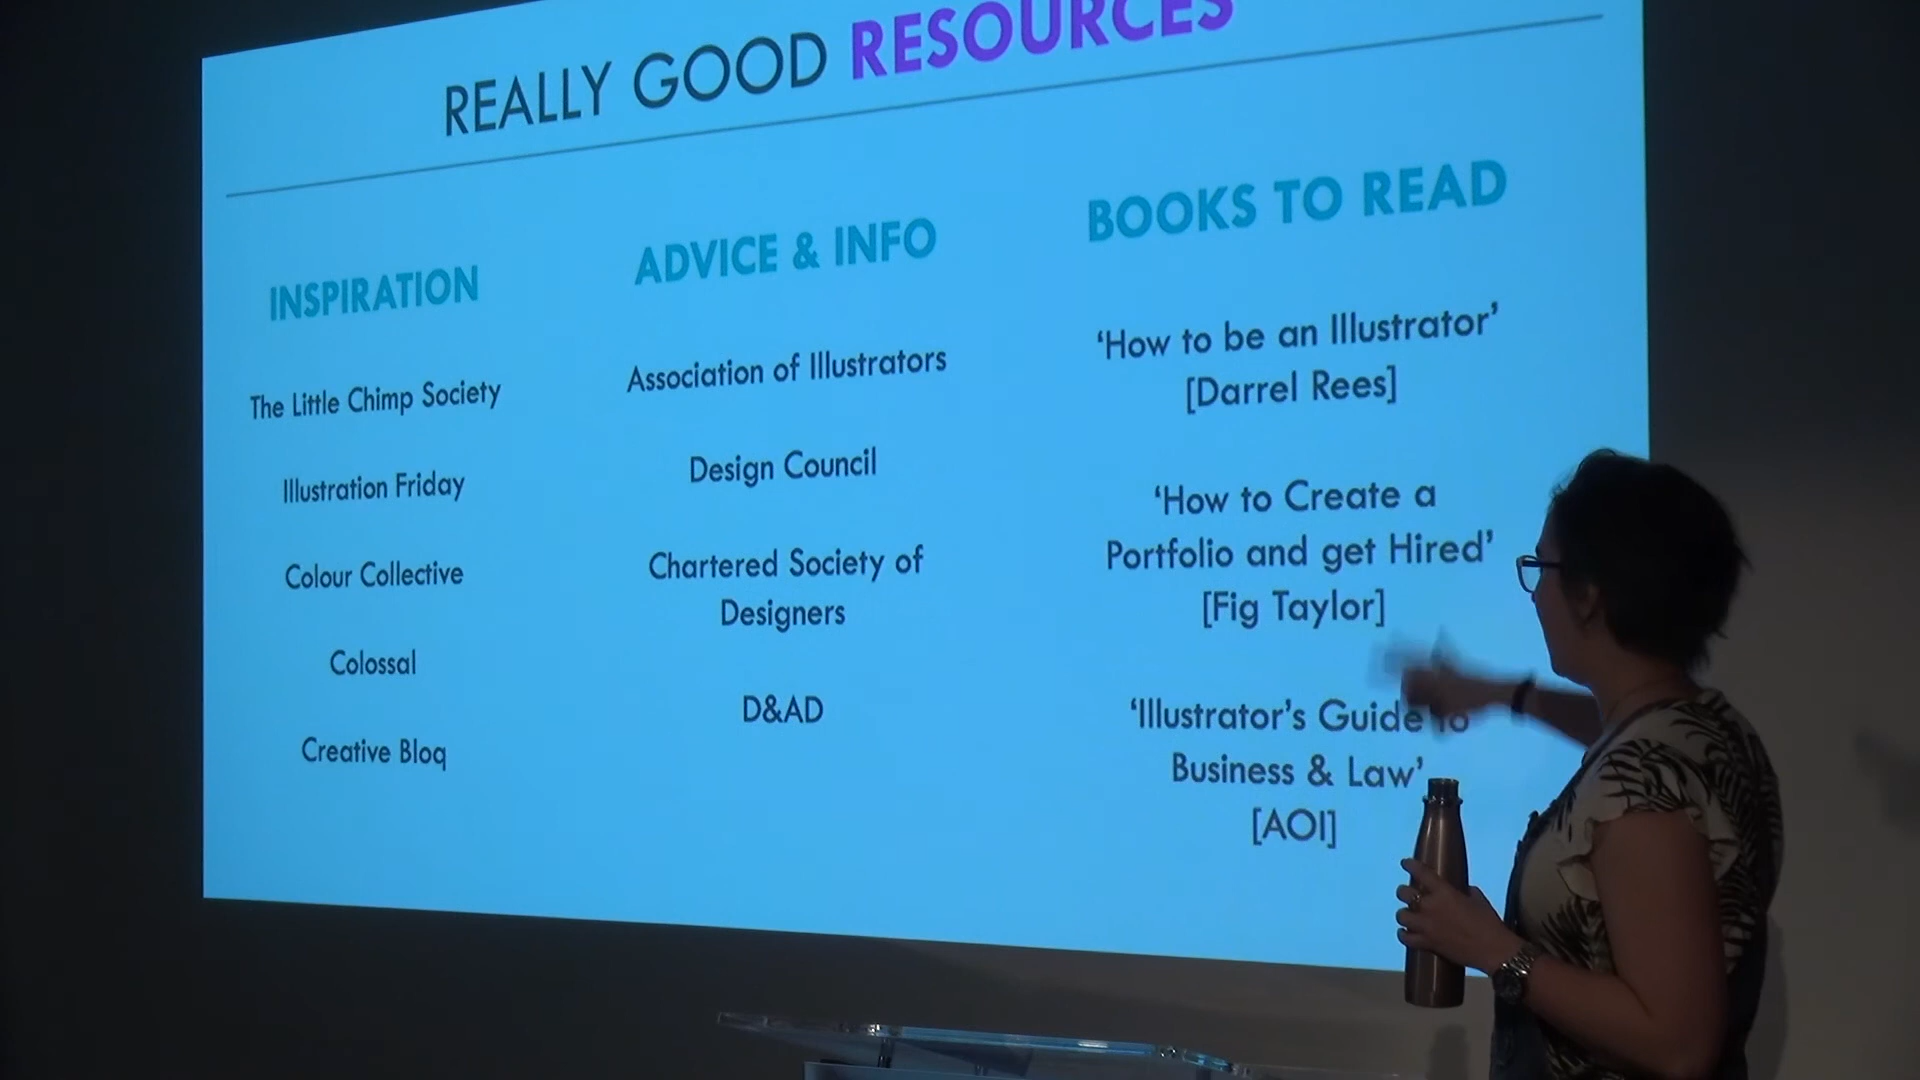 REALLY GOOD RESOURCES
INSPIRATION
The Little Chimp Society
Illustration Friday
Colour Collective
Colossal
Creative Bloq
ADVICE & INFO
Association of Illustrators
Design Council
Chartered Society of
Designers
D&AD
BOOKS TO READ
‘How to be an Illustrator’
[Darrel Rees]
‘How to Create a
Portfolio and get Hired’
[Fig Taylor]
‘Illustrator’s Guide to
Business & Law’
[AOI]